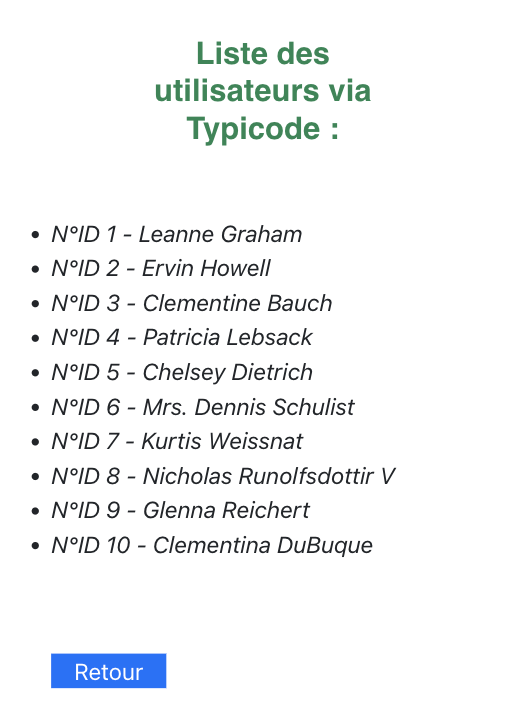 Liste des
utilisateurs via
Typicode :
• N°ID 1 - Leanne Graham
• N°ID 2 - Ervin Howell
• N°ID 3 - Clementine Bauch
• N°ID 4 - Patricia Lebsack
• N°ID 5 - Chelsey Dietrich
• N°ID 6 - Mrs. Dennis Schulist
• N°ID 7 - Kurtis Weissnat
• N°ID 8 - Nicholas Runolfsdottir V
• N°ID 9 - Glenna Reichert
• N°ID 10 - Clementina DuBuque
Retour